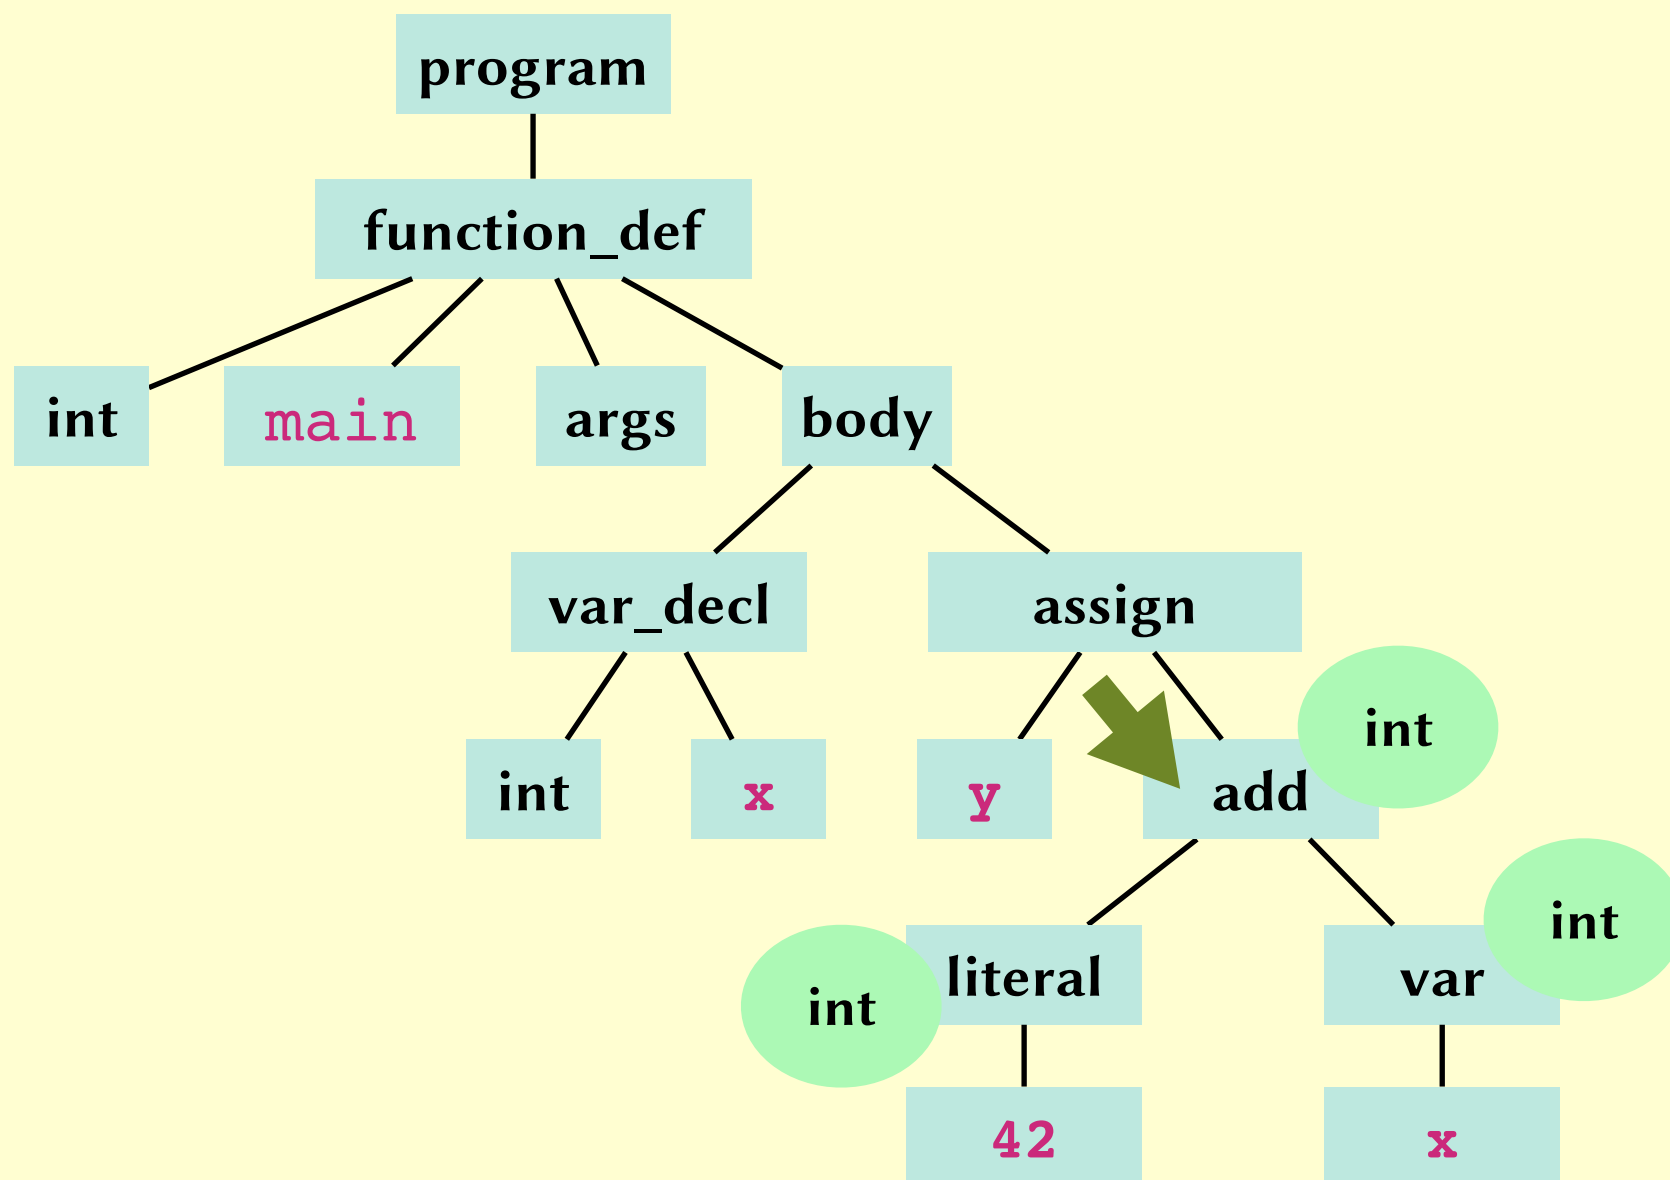 program
function_def
int
main
args
body
var_decl
assign
int
x
y
add
int
int
literal
var
int
42
x